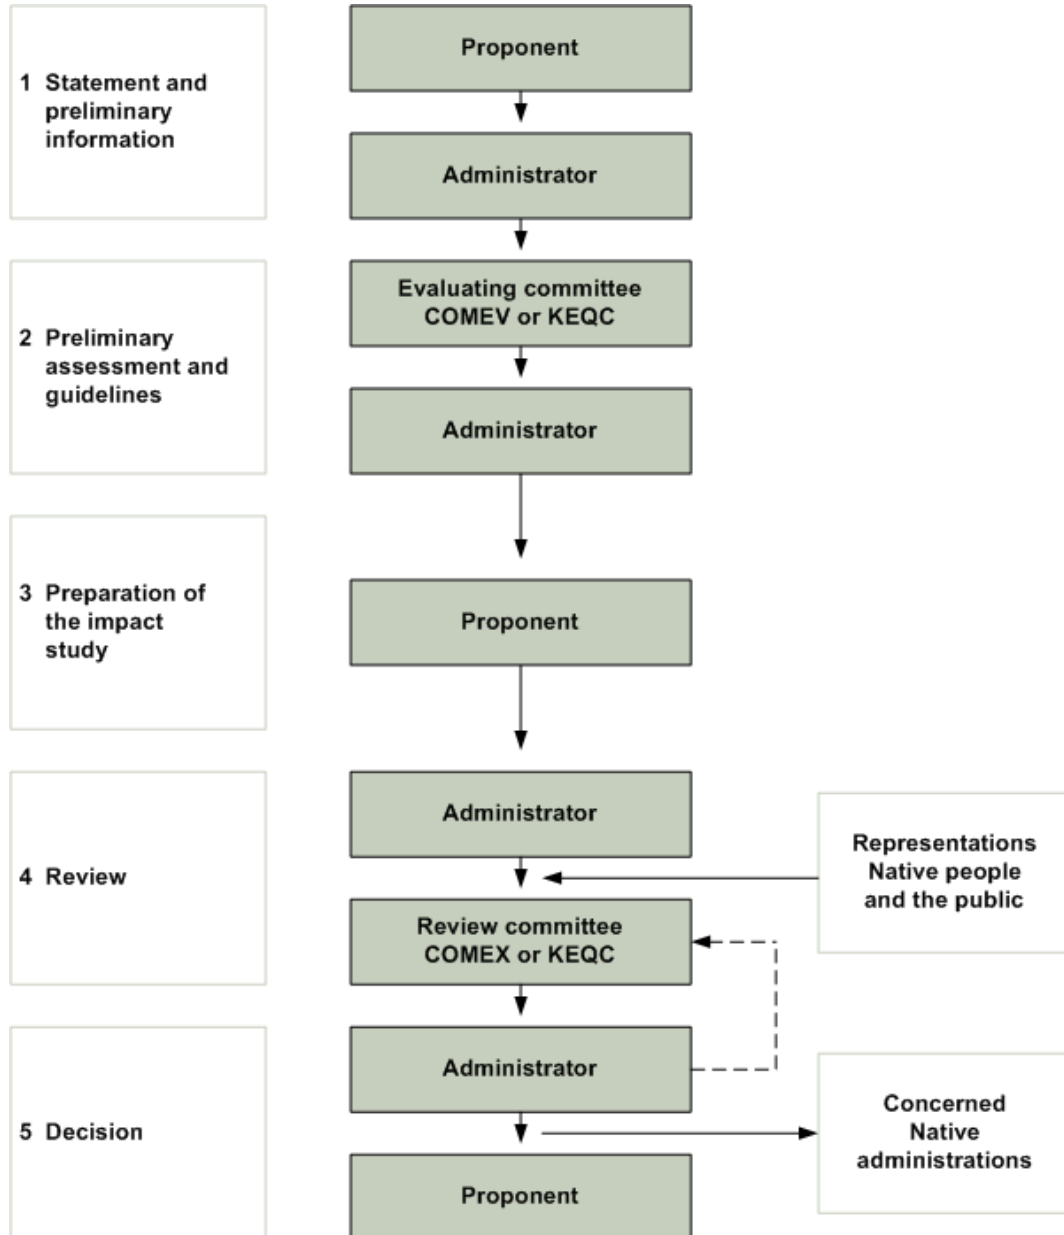 Proponent
1 Statement and
preliminary
information
Administrator
Evaluating committee
COMEV or KEQC
2 Preliminary
assessment and
guidelines
Administrator
3 Preparation of
the impact
study
Proponent
Administrator
Representations
Native people
and the public
4 Review
Review committee
COMEX or KEQC
Administrator
Concerned
Native
administrations
5 Decision
Proponent